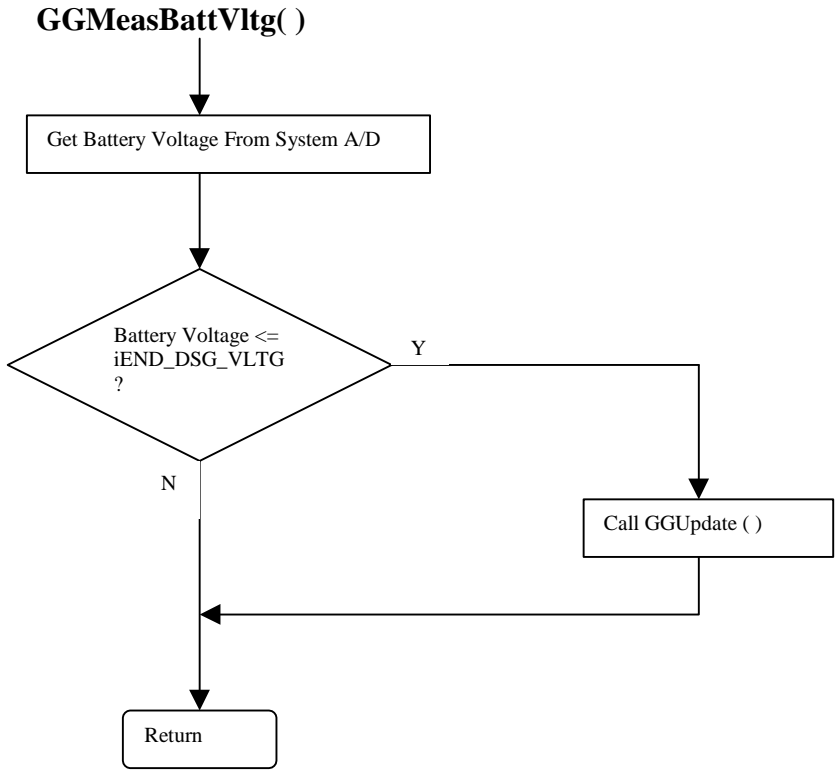 GGMeasBattVltg( )
Get Battery Voltage From System A/D
Battery Voltage <=
iEND_DSG_VLTG
?
Y
N
Call GGUpdate ( )
Return